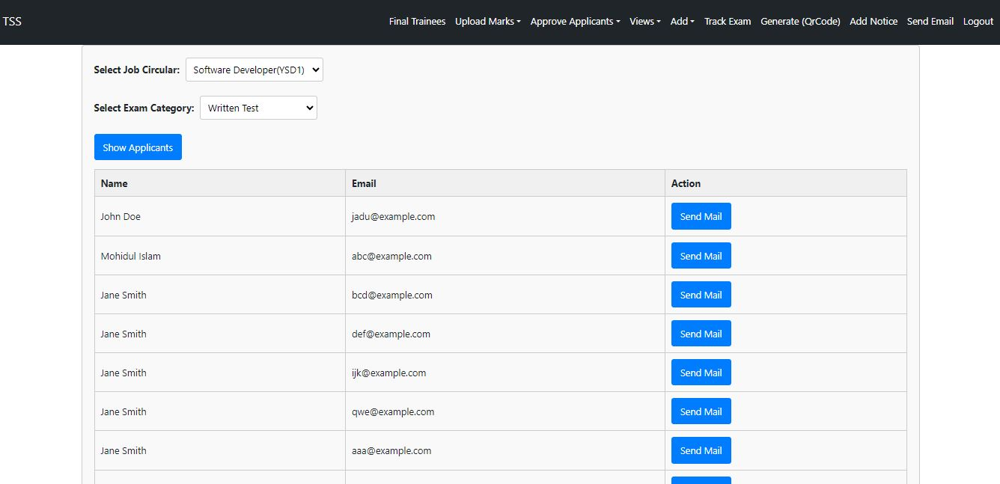 TSS Final Trainees Upload Marks Approve Applicants Views Add Track Exam Generate (QrCode) Add Notice Send Email Logout
Select Job Circular: Software Developer(YSD1)
Select Exam Category: Written Test
Show Applicants
Name Email Action
John Doe jadu@example.com Send Mail
Mohidul Islam abc@example.com Send Mail
Jane Smith bcd@example.com Send Mail
Jane Smith def@example.com Send Mail
Jane Smith ijk@example.com Send Mail
Jane Smith qwe@example.com Send Mail
Jane Smith aaa@example.com Send Mail